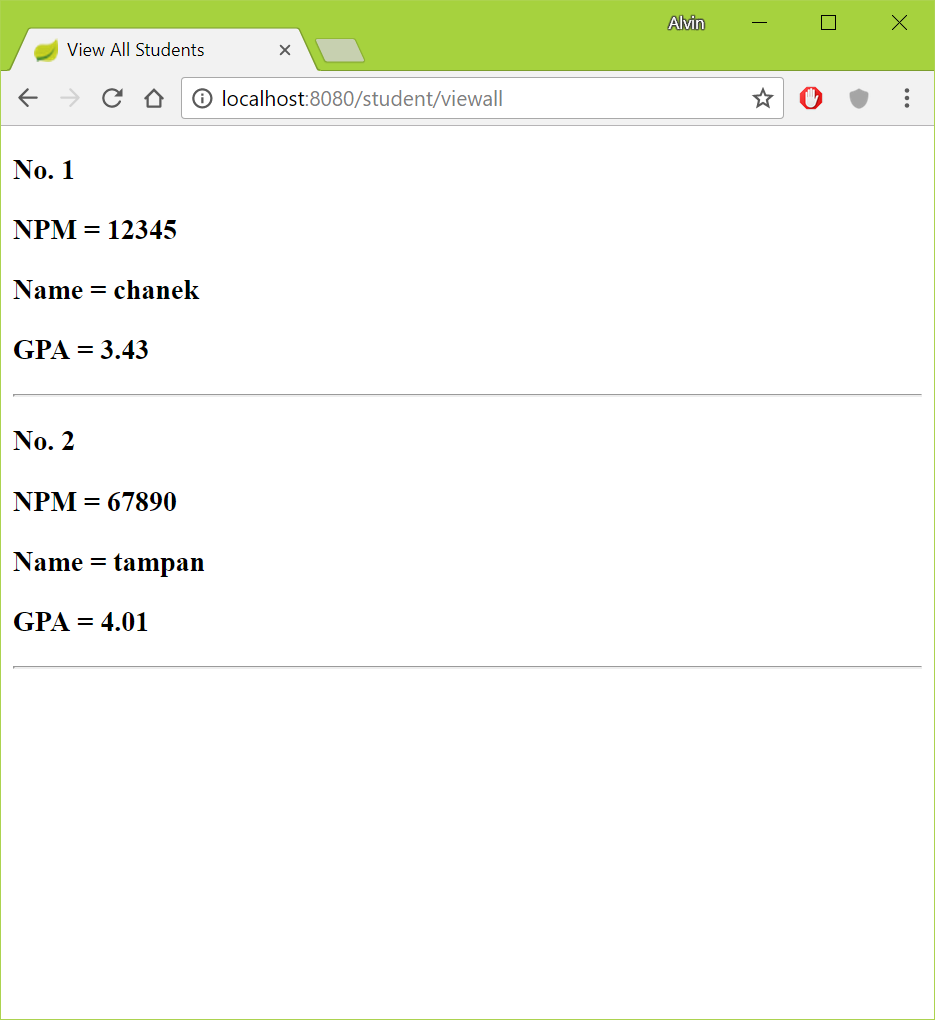 Alvin
View All Students
localhost:8080/student/viewall
No. 1
NPM = 12345
Name = chanek
GPA = 3.43
No. 2
NPM = 67890
Name = tampan
GPA = 4.01